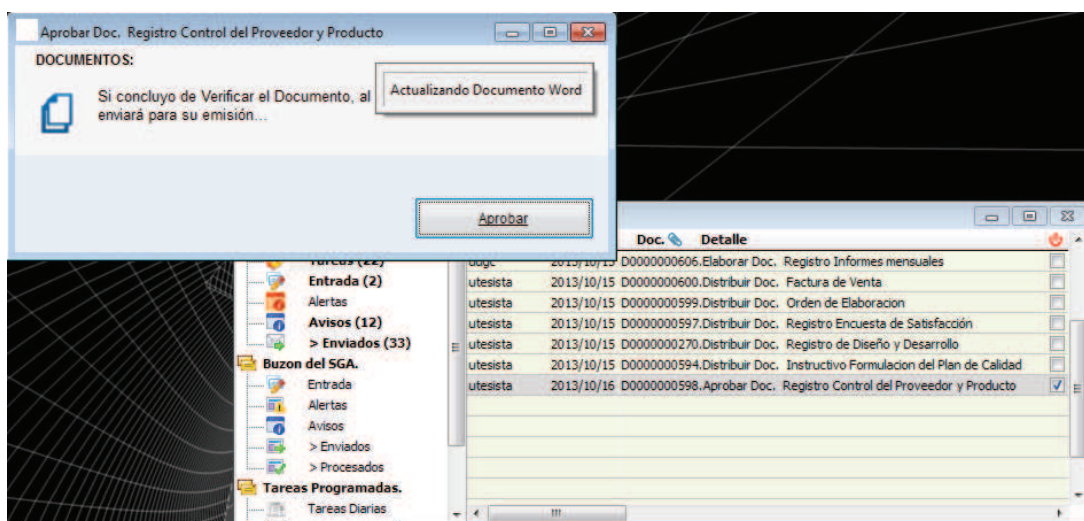 Aprobar Doc. Registro Control del Proveedor y Producto
DOCUMENTOS:
Si concluyo de Verificar el Documento, al
enviará para su emisión...
Actualizando Documento Word
Aprobar
Doc. Detalle
Tareas (22)
2013/10/15 D0000000606.Elaborar Doc. Registro Informes mensuales
Entrada (2)
utesista 2013/10/15 D0000000600.Distribuir Doc. Factura de Venta
Alertas
utesista 2013/10/15 D0000000599.Distribuir Doc. Orden de Elaboracion
Avisos (12)
utesista 2013/10/15 D0000000597.Distribuir Doc. Registro Encuesta de Satisfacción
> Enviados (33)
utesista 2013/10/15 D0000000270.Distribuir Doc. Registro de Diseño y Desarrollo
Buzon del SGA.
utesista 2013/10/15 D0000000594.Distribuir Doc. Instructivo Formulacion del Plan de Calidad
Entrada
utesista 2013/10/16 D0000000598.Aprobar Doc. Registro Control del Proveedor y Producto
Alertas
Avisos
> Enviados
> Procesados
Tareas Programadas.
Tareas Diarias